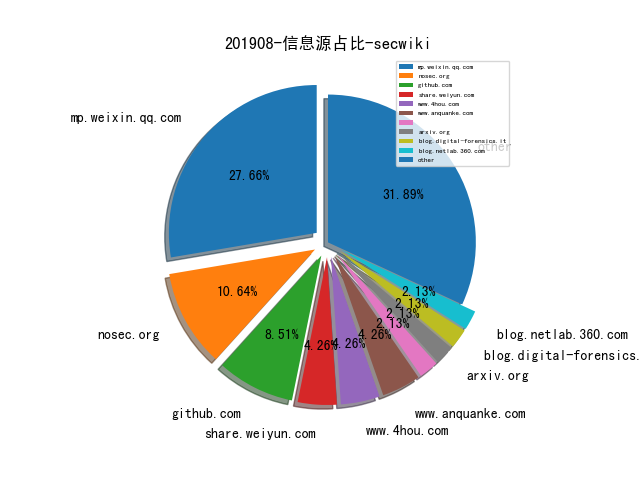 201908-信息源占比-secwiki
mp.weixin.qq.com
nosec.org
github.com
share.weiyun.com
www.4hou.com
www.anquanke.com
arxiv.org
blog.digital-forensics.it
blog.netlab.360.com
other
other
mp.weixin.qq.com
27.66%
31.89%
10.64%
8.51%
4.26%
4.26%
4.26%
2.13%
2.13%
2.13%
2.13%
nosec.org
github.com
share.weiyun.com
www.4hou.com
www.anquanke.com
arxiv.org
blog.digital-forensics.
blog.netlab.360.com